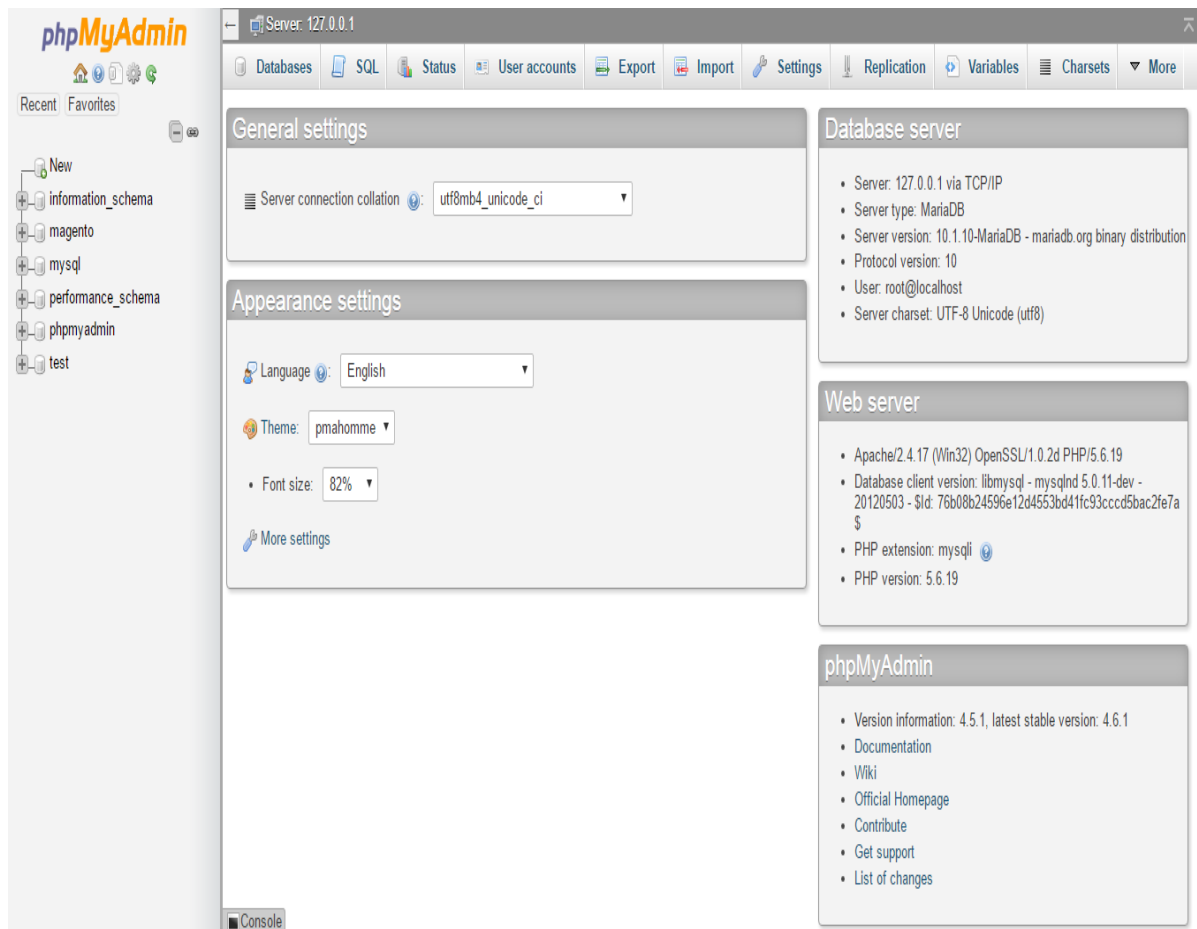 phpMyAdmin
Recent Favorites
New
information_schema
magento
mysql
performance_schema
phpmyadmin
test
Server: 127.0.0.1
Databases SQL Status User accounts Export Import Settings Replication Variables Charsets More
General settings
Server connection collation : utf8mb4_unicode_ci
Appearance settings
Language : English
Theme: pmahomme
Font size: 82%
More settings
Database server
Server: 127.0.0.1 via TCP/IP
Server type: MariaDB
Server version: 10.1.10-MariaDB - mariadb.org binary distribution
Protocol version: 10
User: root@localhost
Server charset: UTF-8 Unicode (utf8)
Web server
Apache/2.4.17 (Win32) OpenSSL/1.0.2d PHP/5.6.19
Database client version: libmysql - mysqlnd 5.0.11-dev -
20120503 - $Id: 76b08b24596e12d4553bd41fc93cccd5bac2fe7a
$
PHP extension: mysqli
PHP version: 5.6.19
phpMyAdmin
Version information: 4.5.1, latest stable version: 4.6.1
Documentation
Wiki
Official Homepage
Contribute
Get support
List of changes
Console